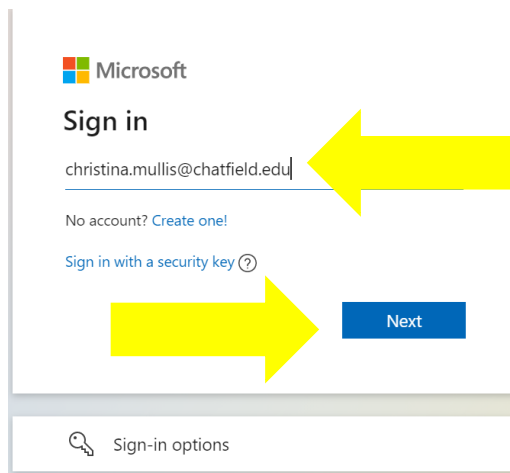 Microsoft
Sign in
christina.mullis@chatfield.edu
No account? Create one!
Sign in with a security key ?
Next
Sign-in options